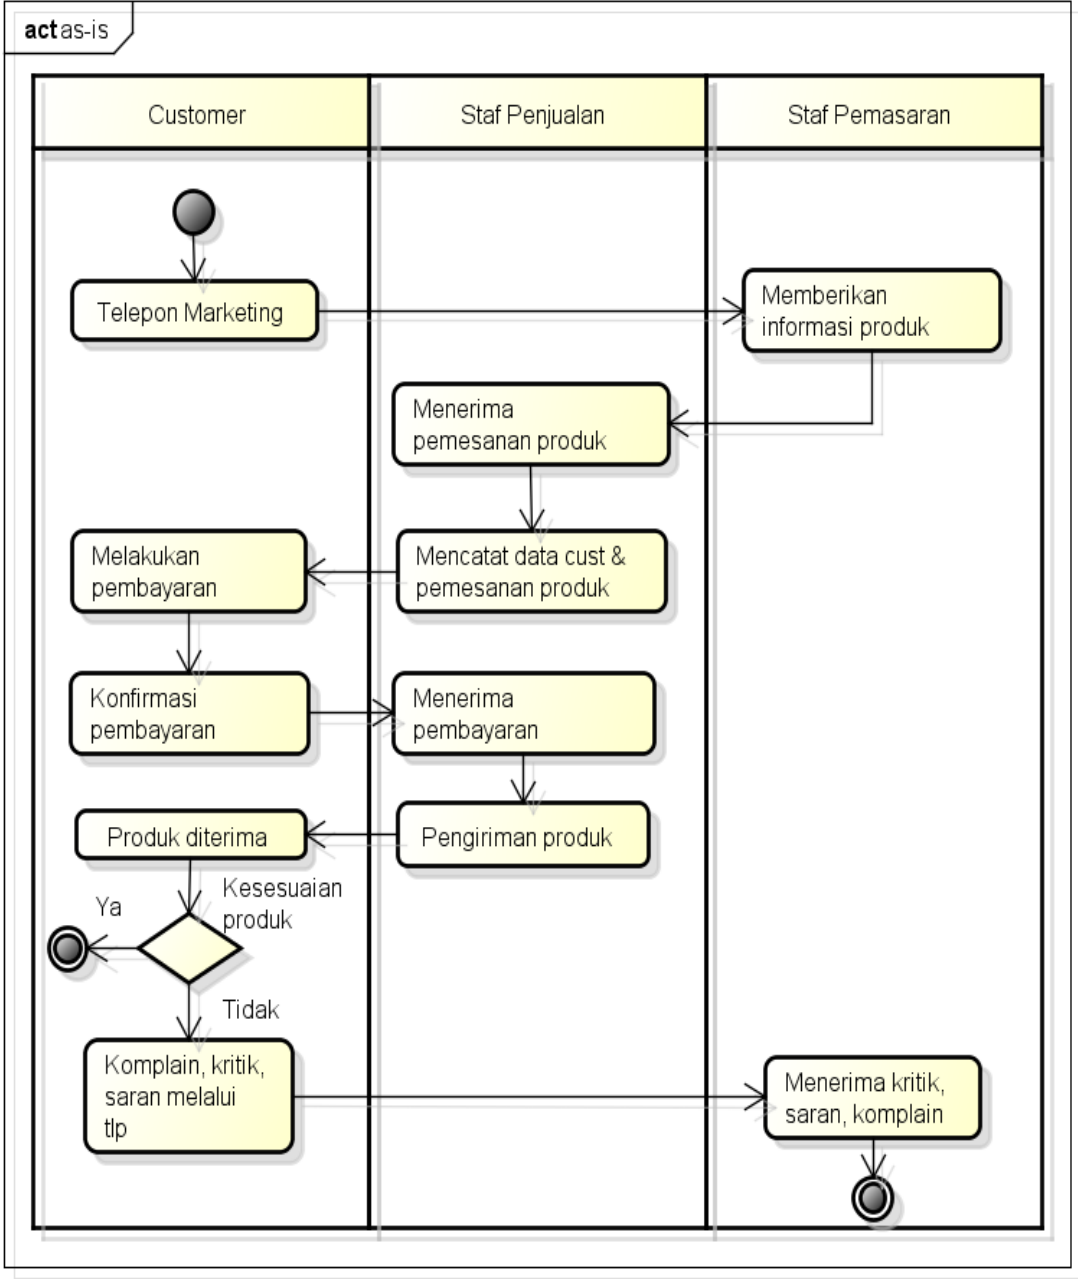 act as-is
Customer
Staf Penjualan
Staf Pemasaran
Telepon Marketing
Memberikan
informasi produk
Menerima
pemesanan produk
Melakukan
pembayaran
Mencatat data cust &
pemesanan produk
Konfirmasi
pembayaran
Menerima
pembayaran
Produk diterima
Pengiriman produk
Kesesuaian
produk
Ya
Tidak
Komplain, kritik,
saran melalui
tlp
Menerima kritik,
saran, komplain